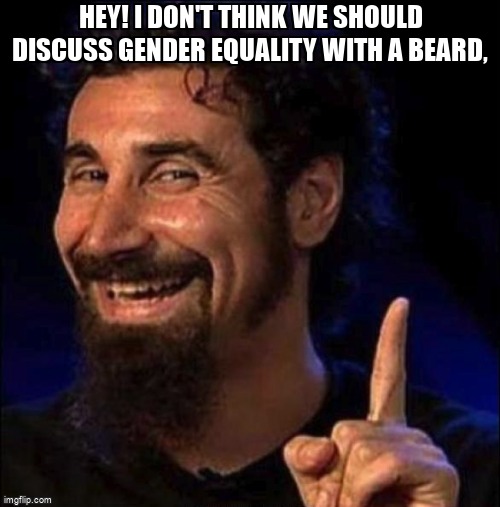 HEY! I DON'T THINK WE SHOULD
DISCUSS GENDER EQUALITY WITH A BEARD,
imgflip.com